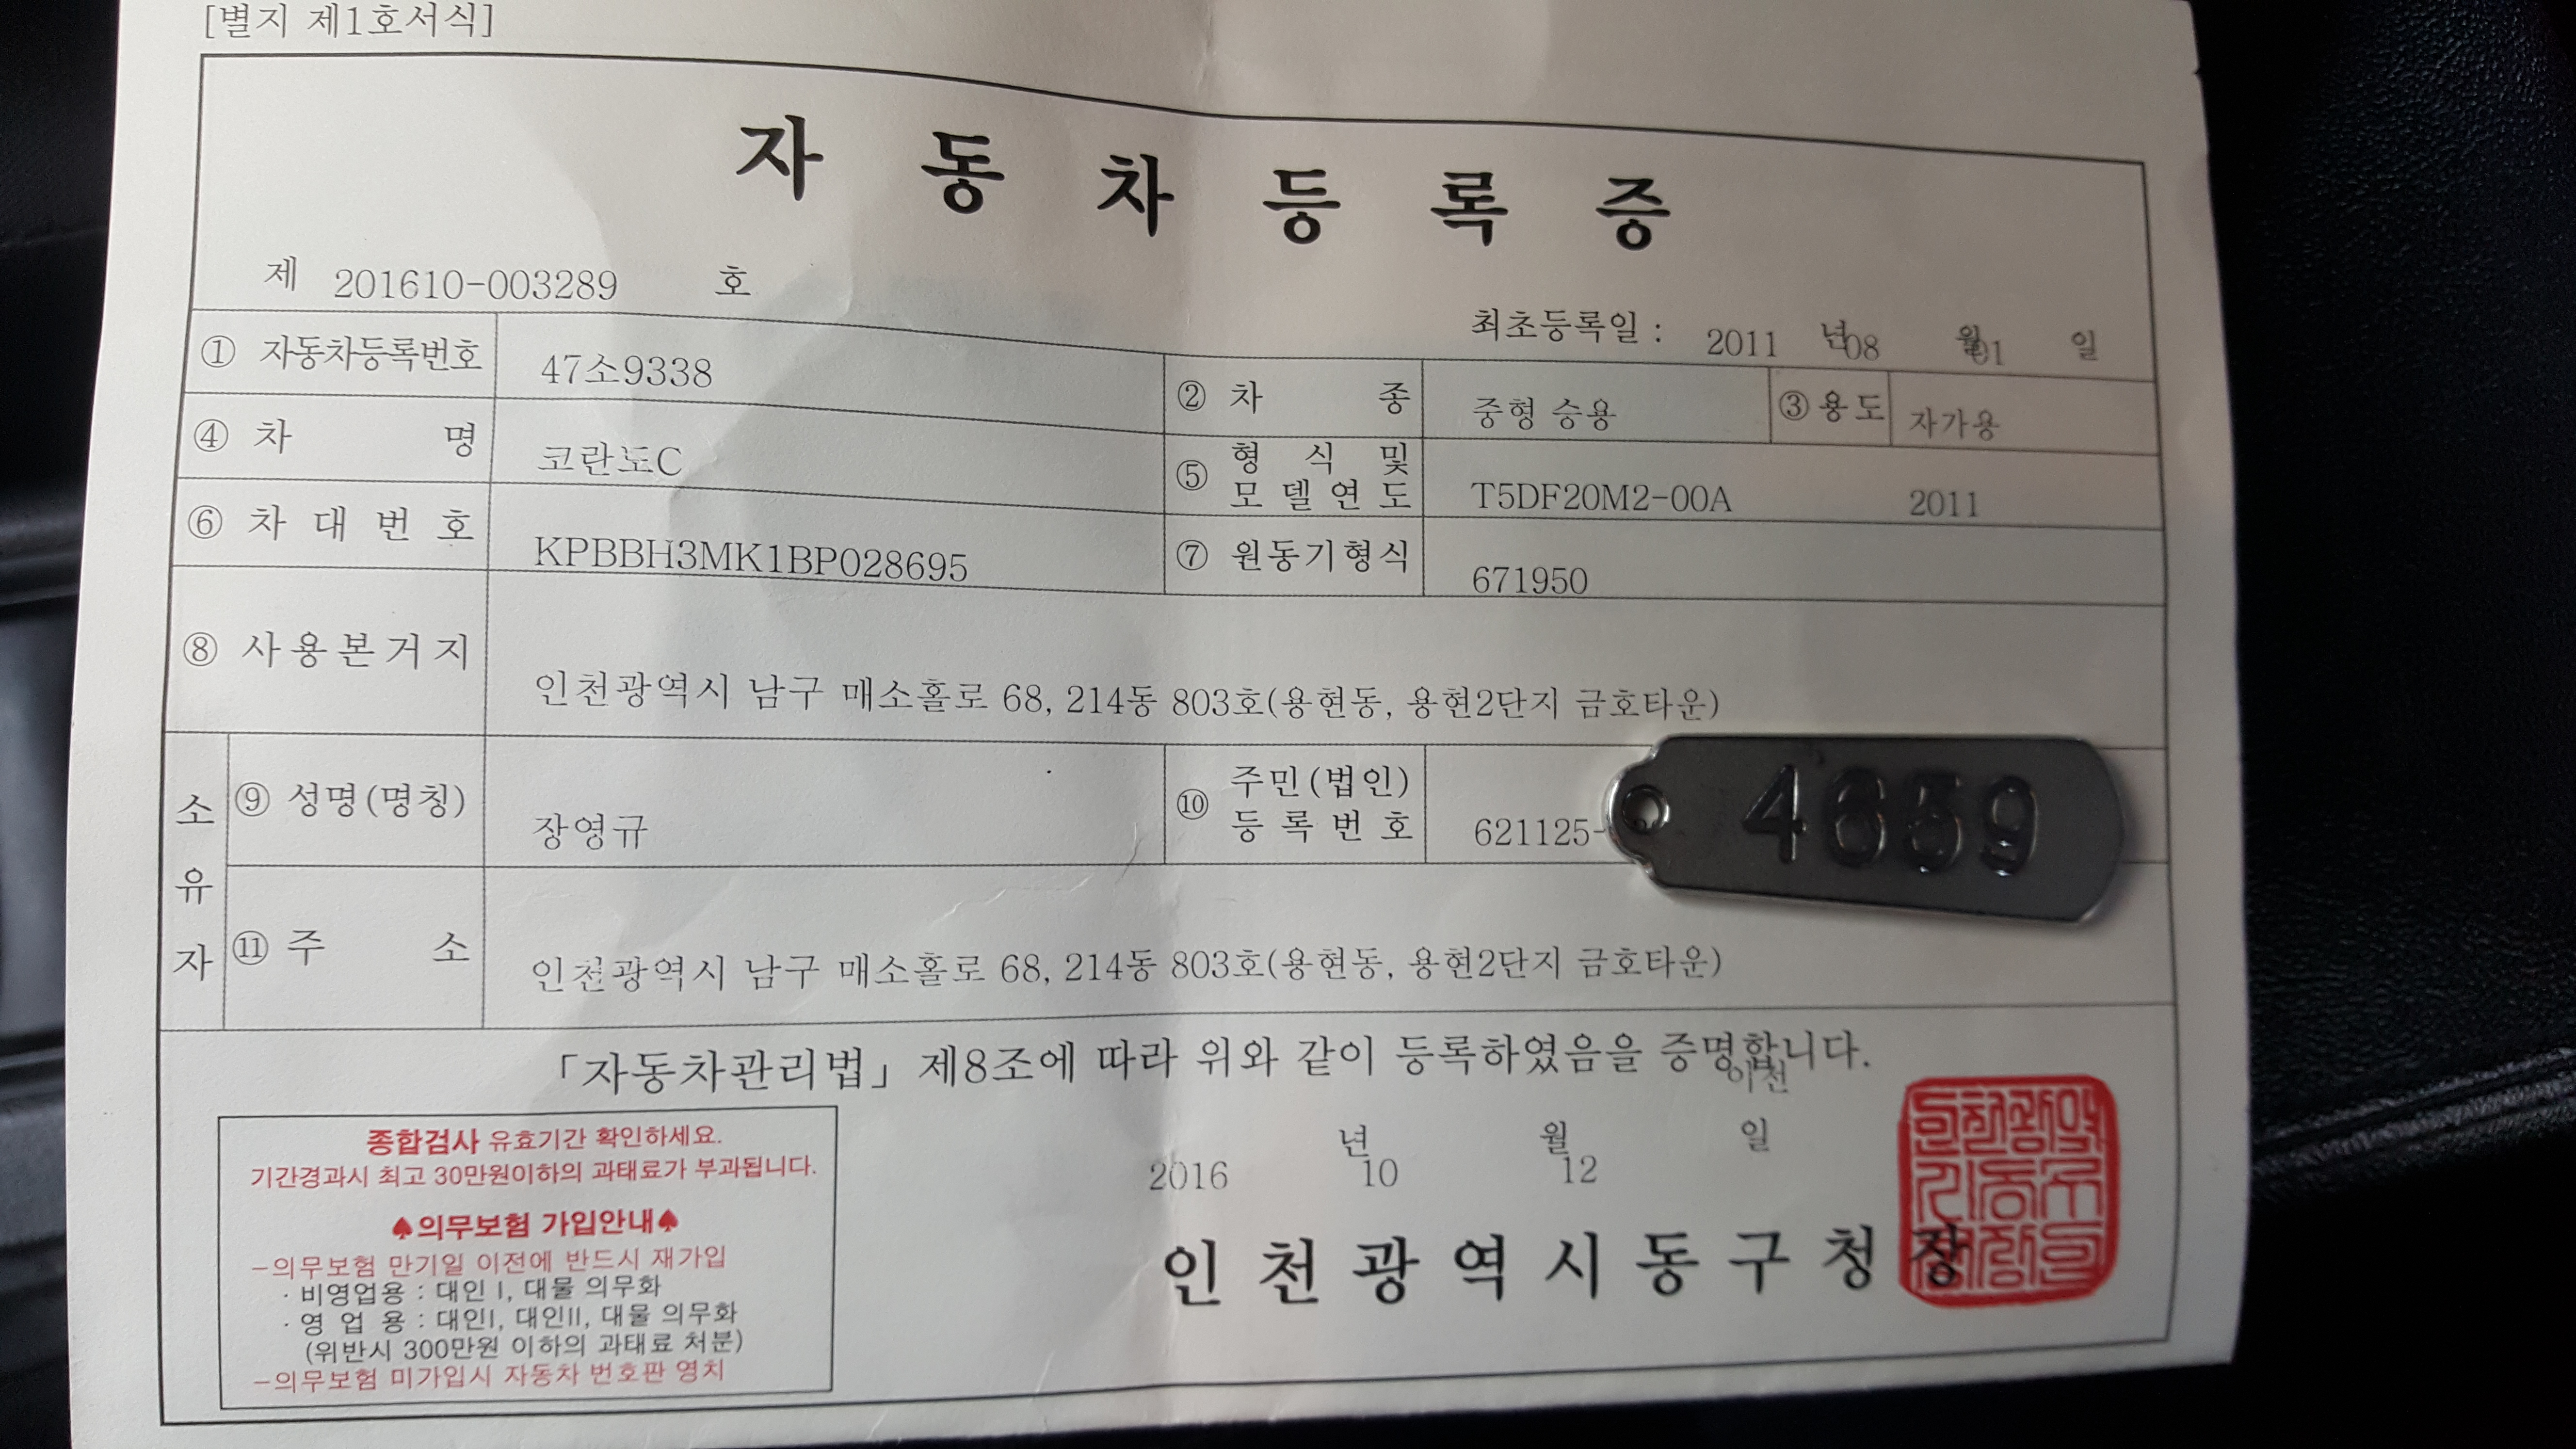 [별지 제1호서식]
자동차등록증
제 201610-003289 호
최초등록일 : 2011 년 08 월 01 일
① 자동차등록번호 47소9338 ② 차 종 중형 승용 ③ 용도 자가용
④ 차 명 코란도C ⑤ 형 식 및 모델연도 T5DF20M2-00A 2011
⑥ 차대번호 KPBBH3MK1BP028695 ⑦ 원동기형식 671950
⑧ 사용본거지 인천광역시 남구 매소홀로 68, 214동 803호(용현동, 용현2단지 금호타운)
소유자
⑨ 성명(명칭) 장영규 ⑩ 주민(법인)등록번호 621125-
4659
⑪ 주 소 인천광역시 남구 매소홀로 68, 214동 803호(용현동, 용현2단지 금호타운)
「자동차관리법」 제8조에 따라 위와 같이 등록하였음을 증명합니다.
이전
2016 년 10 월 12 일
인천광역시동구청장
종합검사 유효기간 확인하세요.
기간경과시 최고 30만원이하의 과태료가 부과됩니다.
♠의무보험 가입안내♠
-의무보험 만기일 이전에 반드시 재가입
· 비영업용 : 대인 I, 대물 의무화
· 영 업 용 : 대인I, 대인II, 대물 의무화
(위반시 300만원 이하의 과태료 처분)
-의무보험 미가입시 자동차 번호판 영치